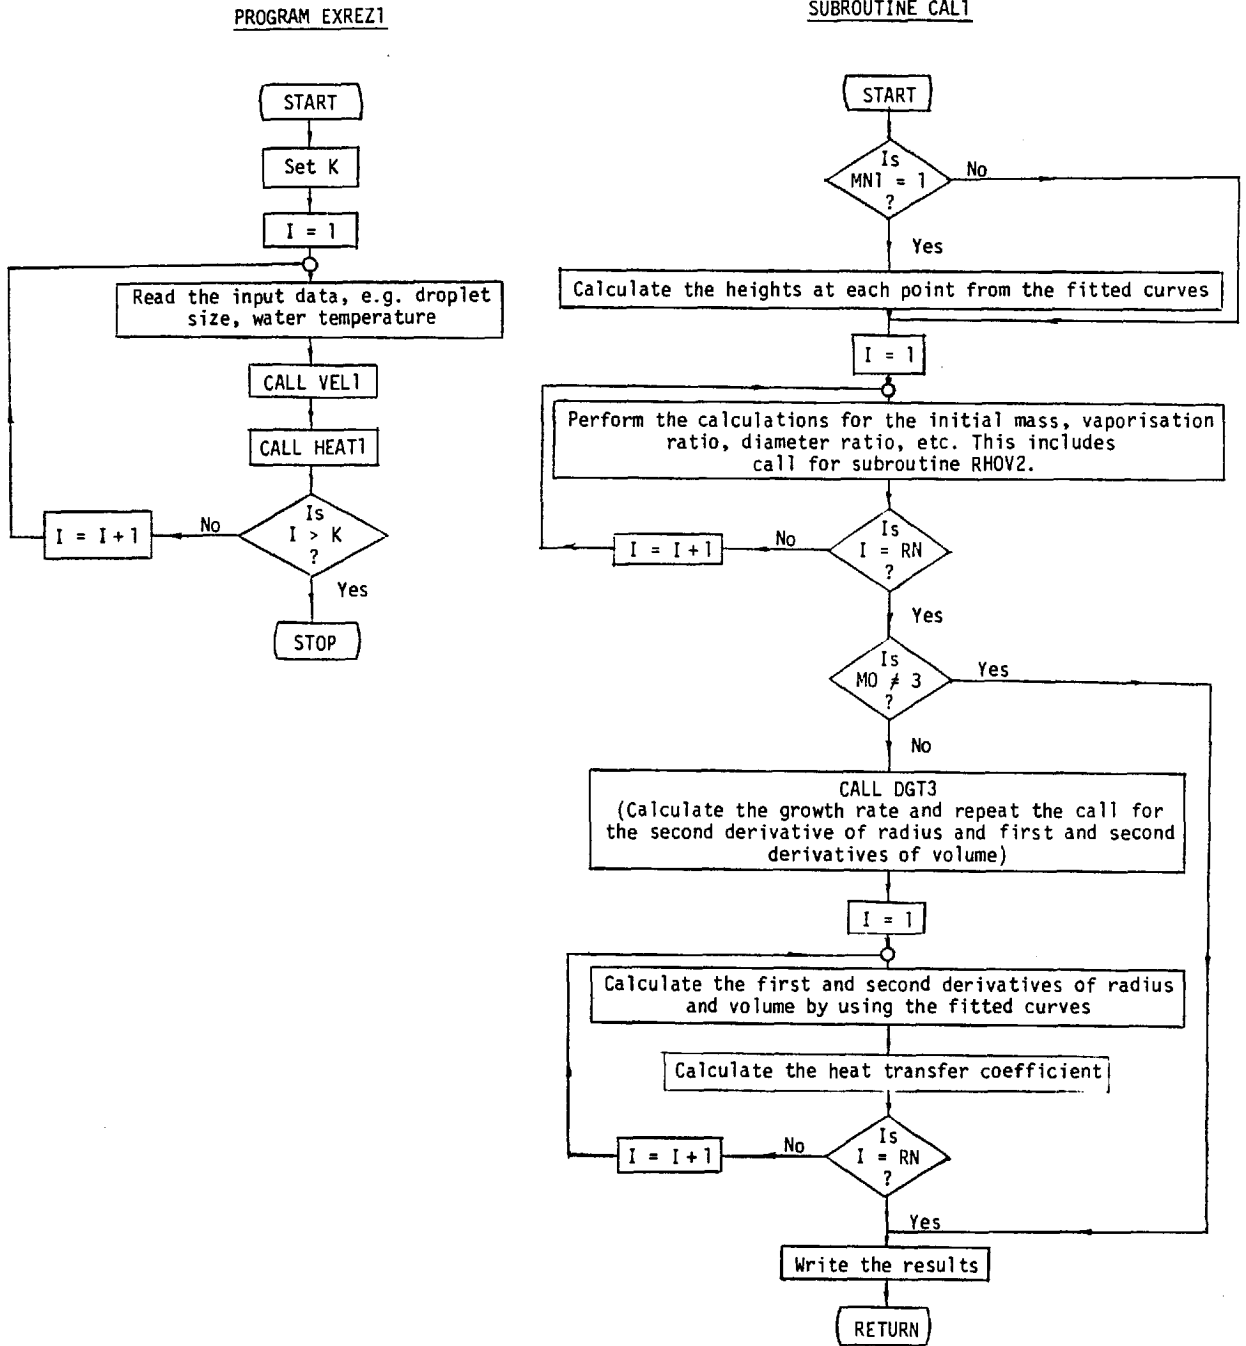 PROGRAM EXREZ1
START
Set K
I = 1
Read the input data, e.g. droplet
size, water temperature
CALL VEL1
CALL HEAT1
Is
I > K
?
No
I = I+1
Yes
STOP
SUBROUTINE CAL1
START
Is
MN1 = 1
?
No
Yes
Calculate the heights at each point from the fitted curves
I = 1
Perform the calculations for the initial mass, vaporisation
ratio, diameter ratio, etc. This includes
call for subroutine RHOV2.
Is
I = RN
?
No
I = I+1
Yes
Is
MO ≠ 3
?
Yes
No
CALL DGT3
(Calculate the growth rate and repeat the call for
the second derivative of radius and first and second
derivatives of volume)
I = 1
Calculate the first and second derivatives of radius
and volume by using the fitted curves
Calculate the heat transfer coefficient
Is
I = RN
?
No
I = I+1
Yes
Write the results
RETURN